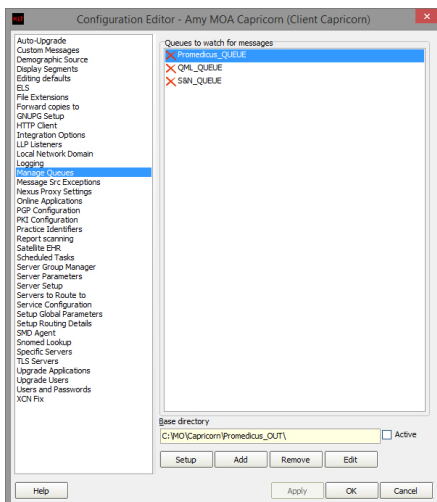 Configuration Editor - Amy MOA Capricorn (Client Capricorn)
Auto-Upgrade
Custom Messages
Demographic Source
Display Segments
Editing defaults
ELS
File Extensions
Forward copies to
GNUPG Setup
HTTP Client
Integration Options
LLP Listeners
Local Network Domain
Logging
Manage Queues
Message Src Exceptions
Nexus Proxy Settings
Online Applications
PGP Configuration
PKI Configuration
Practice Identifiers
Report scanning
Satellite EHR
Scheduled Tasks
Server Group Manager
Server Parameters
Server Setup
Servers to Route to
Service Configuration
Setup Global Parameters
Setup Routing Details
SMD Agent
Snomed Lookup
Specific Servers
TLS Servers
Upgrade Applications
Upgrade Users
Users and Passwords
XCN Fix
Queues to watch for messages
Promedicus_QUEUE
QML_QUEUE
S&N_QUEUE
Base directory
C:\MO\Capricorn\Promedicus_OUT\
Active
Setup Add Remove Edit
Help Apply OK Cancel